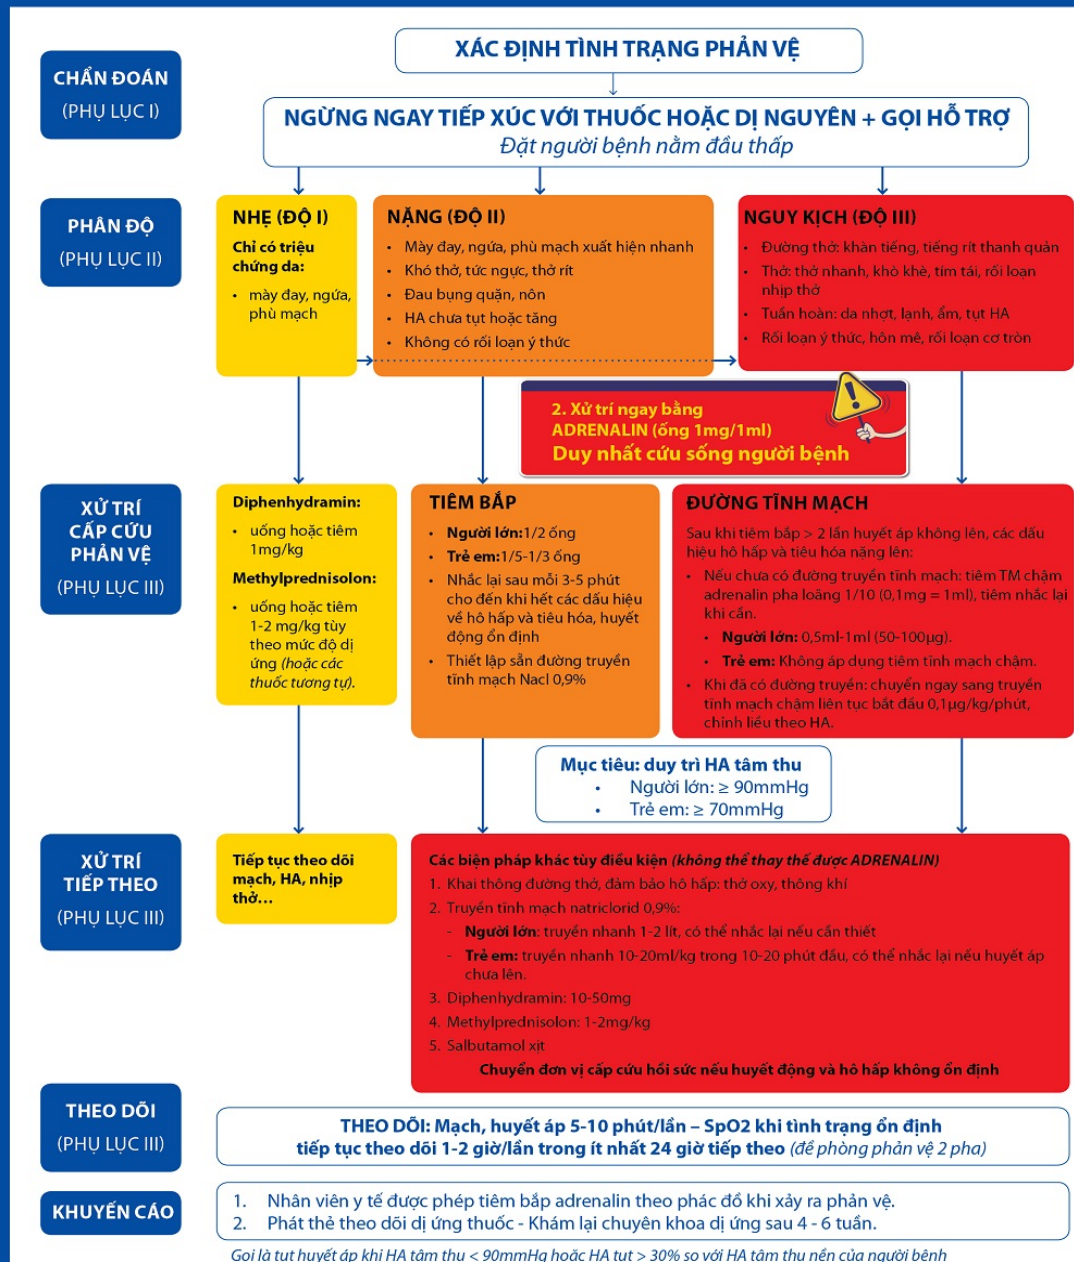 XÁC ĐỊNH TÌNH TRẠNG PHẢN VỆ
CHẨN ĐOÁN
(PHỤ LỤC I)
NGỪNG NGAY TIẾP XÚC VỚI THUỐC HOẶC DỊ NGUYÊN + GỌI HỖ TRỢ
Đặt người bệnh nằm đầu thấp
PHÂN ĐỘ
(PHỤ LỤC II)
NHẸ (ĐỘ I)
Chỉ có triệu
chứng da:
• mày đay, ngứa,
phù mạch
NẶNG (ĐỘ II)
• Mày đay, ngứa, phù mạch xuất hiện nhanh
• Khó thở, tức ngực, thở rít
• Đau bụng quặn, nôn
• HA chưa tụt hoặc tăng
• Không có rối loạn ý thức
NGUY KỊCH (ĐỘ III)
• Đường thở: khàn tiếng, tiếng rít thanh quản
• Thở: thở nhanh, khò khè, tím tái, rối loạn
nhịp thở
• Tuần hoàn: da nhợt, lạnh, ẩm, tụt HA
• Rối loạn ý thức, hôn mê, rối loạn cơ tròn
2. Xử trí ngay bằng
ADRENALIN (ống 1mg/1ml)
Duy nhất cứu sống người bệnh
XỬ TRÍ
CẤP CỨU
PHẢN VỆ
(PHỤ LỤC III)
Diphenhydramin:
• uống hoặc tiêm
1mg/kg
Methylprednisolon:
• uống hoặc tiêm
1-2 mg/kg tùy
theo mức độ dị
ứng (hoặc các
thuốc tương tự).
TIÊM BẮP
• Người lớn:1/2 ống
• Trẻ em:1/5-1/3 ống
• Nhắc lại sau mỗi 3-5 phút
cho đến khi hết các dấu hiệu
về hô hấp và tiêu hóa, huyết
động ổn định
• Thiết lập sẵn đường truyền
tĩnh mạch Nacl 0,9%
ĐƯỜNG TĨNH MẠCH
Sau khi tiêm bắp > 2 lần huyết áp không lên, các dấu
hiệu hô hấp và tiêu hóa nặng lên:
• Nếu chưa có đường truyền tĩnh mạch: tiêm TM chậm
adrenalin pha loãng 1/10 (0,1mg = 1ml), tiêm nhắc lại
khi cần.
• Người lớn: 0,5ml-1ml (50-100µg).
• Trẻ em: Không áp dụng tiêm tĩnh mạch chậm.
• Khi đã có đường truyền: chuyển ngay sang truyền
tĩnh mạch chậm liên tục bắt đầu 0,1µg/kg/phút,
chỉnh liều theo HA.
Mục tiêu: duy trì HA tâm thu
• Người lớn: ≥ 90mmHg
• Trẻ em: ≥ 70mmHg
XỬ TRÍ
TIẾP THEO
(PHỤ LỤC III)
Tiếp tục theo dõi
mạch, HA, nhịp
thở...
Các biện pháp khác tùy điều kiện (không thể thay thế được ADRENALIN)
1. Khai thông đường thở, đảm bảo hô hấp: thở oxy, thông khí
2. Truyền tĩnh mạch natriclorid 0,9%:
- Người lớn: truyền nhanh 1-2 lít, có thể nhắc lại nếu cần thiết
- Trẻ em: truyền nhanh 10-20ml/kg trong 10-20 phút đầu, có thể nhắc lại nếu huyết áp
chưa lên.
3. Diphenhydramin: 10-50mg
4. Methylprednisolon: 1-2mg/kg
5. Salbutamol xịt
Chuyển đơn vị cấp cứu hồi sức nếu huyết động và hô hấp không ổn định
THEO DÕI
(PHỤ LỤC III)
THEO DÕI: Mạch, huyết áp 5-10 phút/lần – SpO2 khi tình trạng ổn định
tiếp tục theo dõi 1-2 giờ/lần trong ít nhất 24 giờ tiếp theo (đề phòng phản vệ 2 pha)
KHUYẾN CÁO
1. Nhân viên y tế được phép tiêm bắp adrenalin theo phác đồ khi xảy ra phản vệ.
2. Phát thẻ theo dõi dị ứng thuốc - Khám lại chuyên khoa dị ứng sau 4 - 6 tuần.
Gọi là tụt huyết áp khi HA tâm thu < 90mmHg hoặc HA tụt > 30% so với HA tâm thu nền của người bệnh